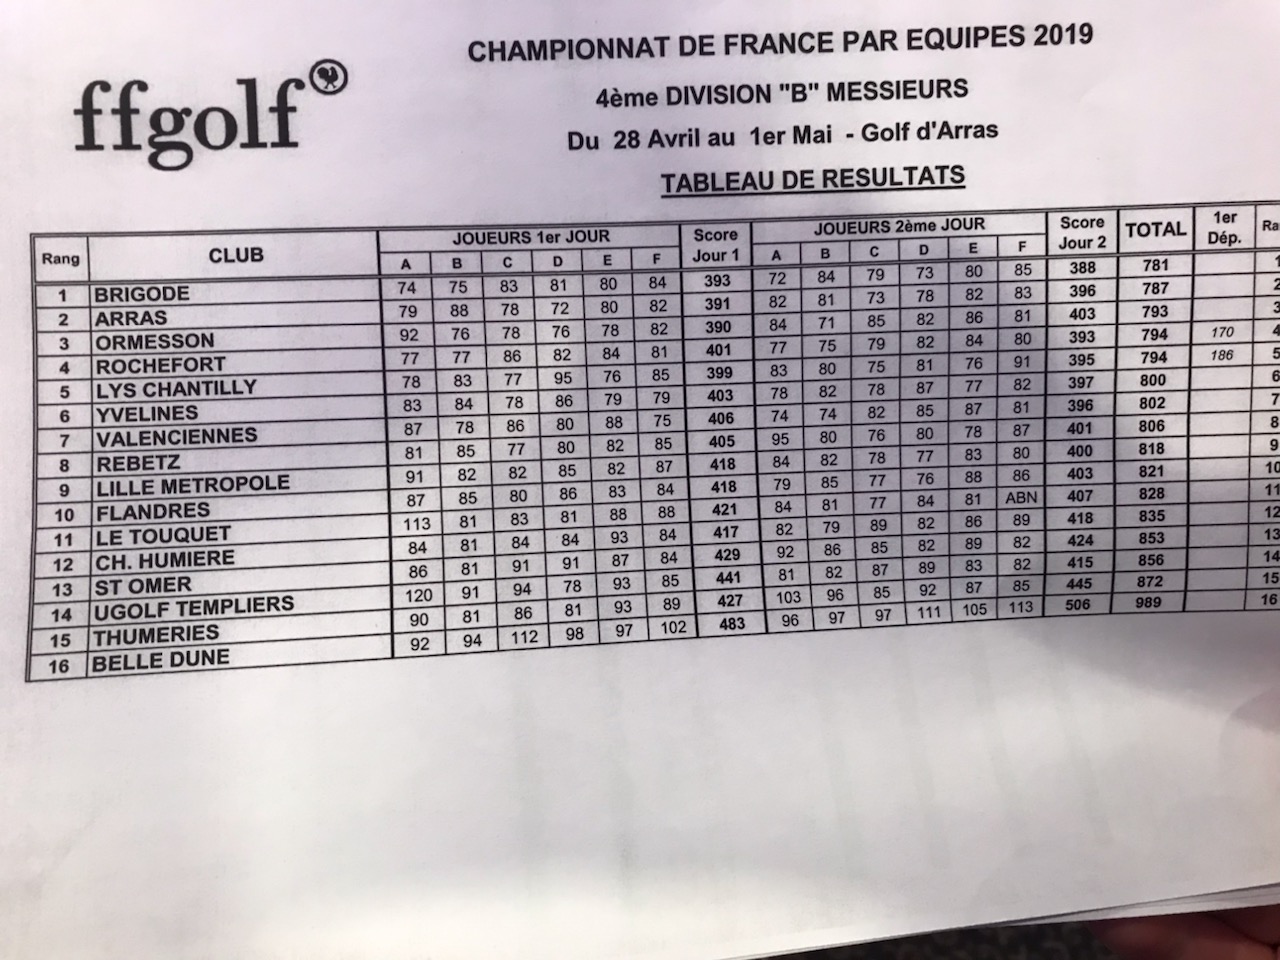 ffgolf
CHAMPIONNAT DE FRANCE PAR EQUIPES 2019
4ème DIVISION "B" MESSIEURS
Du 28 Avril au 1er Mai - Golf d'Arras
TABLEAU DE RESULTATS
Rang CLUB JOUEURS 1er JOUR Score Jour 1 JOUEURS 2ème JOUR Score Jour 2 TOTAL 1er Dép. Ra
A B C D E F A B C D E F
1 BRIGODE 74 75 83 81 80 84 393 72 84 79 73 80 85 388 781 1
2 ARRAS 79 88 78 72 80 82 391 82 81 73 78 82 83 396 787 2
3 ORMESSON 92 76 78 76 78 82 390 84 71 85 82 86 81 403 793 3
4 ROCHEFORT 77 77 86 82 84 81 401 77 75 79 82 84 80 393 794 170 4
5 LYS CHANTILLY 78 83 77 95 76 85 399 83 80 75 81 76 91 395 794 186 5
6 YVELINES 83 84 78 86 79 79 403 78 82 78 87 77 82 397 800 6
7 VALENCIENNES 87 78 86 80 88 75 406 74 74 82 85 87 81 396 802 7
8 REBETZ 81 85 77 80 82 85 405 95 80 76 80 78 87 401 806 8
9 LILLE METROPOLE 91 82 82 85 82 87 418 84 82 78 77 83 80 400 818 9
10 FLANDRES 87 85 80 86 83 84 418 79 85 77 76 88 86 403 821 10
11 LE TOUQUET 113 81 83 81 88 88 421 84 81 77 84 81 ABN 407 828 11
12 CH. HUMIERE 84 81 84 84 93 84 417 82 79 89 82 86 89 418 835 12
13 ST OMER 86 81 91 91 87 84 429 92 86 85 82 89 82 424 853 13
14 UGOLF TEMPLIERS 120 91 94 78 93 85 441 81 82 87 89 83 82 415 856 14
15 THUMERIES 90 81 86 81 93 89 427 103 96 85 92 87 85 445 872 15
16 BELLE DUNE 92 94 112 98 97 102 483 96 97 97 111 105 113 506 989 16